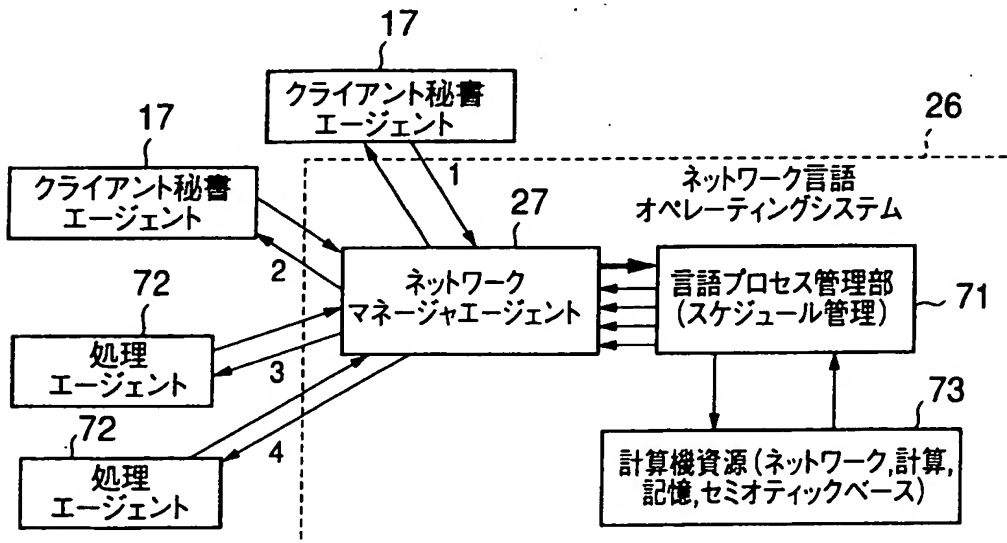 17
クライアント秘書
エージェント
17
クライアント秘書
エージェント
26
ネットワーク言語
オペレーティングシステム
1
2
27
ネットワーク
マネージャエージェント
言語プロセス管理部
(スケジュール管理)
71
72
処理
エージェント
3
72
処理
エージェント
4
73
計算機資源(ネットワーク,計算,
記憶,セミオティックベース)